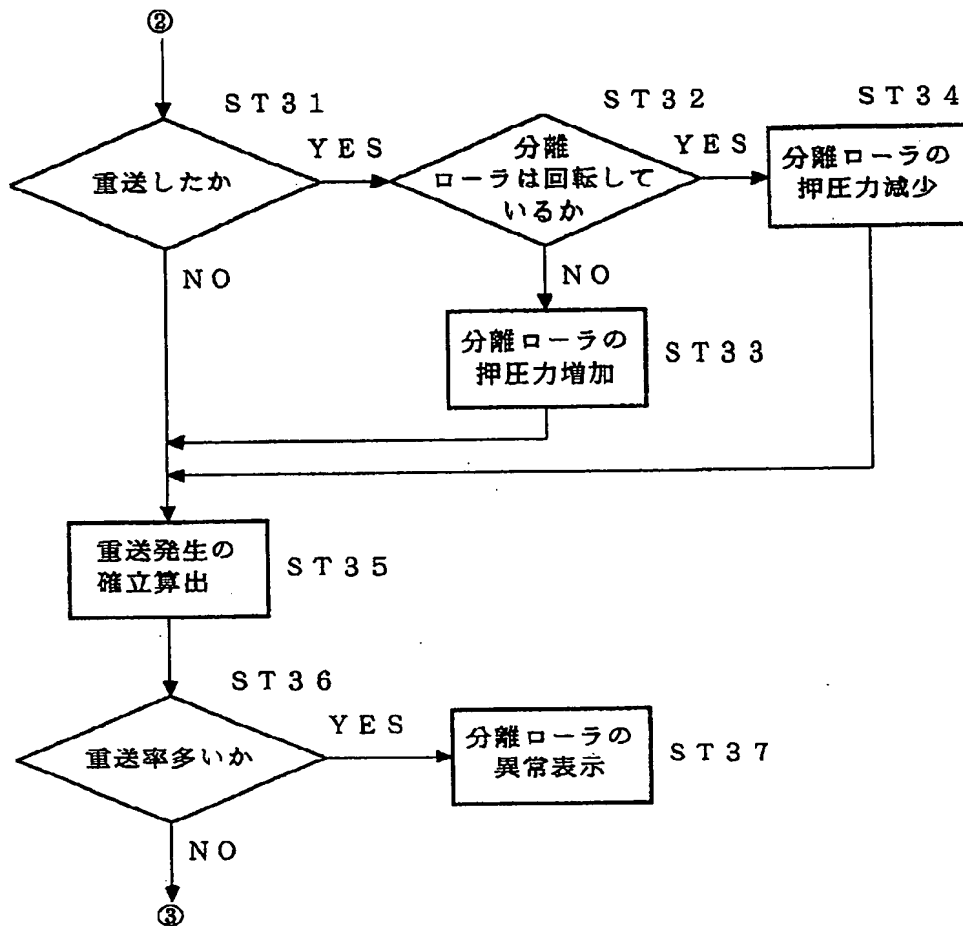 ②
ST31
ST32
ST34
重送したか
YES
分離
ローラは回転して
いるか
YES
分離ローラの
押圧力減少
NO
NO
分離ローラの
押圧力増加
ST33
重送発生の
確立算出
ST35
ST36
重送率多いか
YES
分離ローラの
異常表示
ST37
NO
③